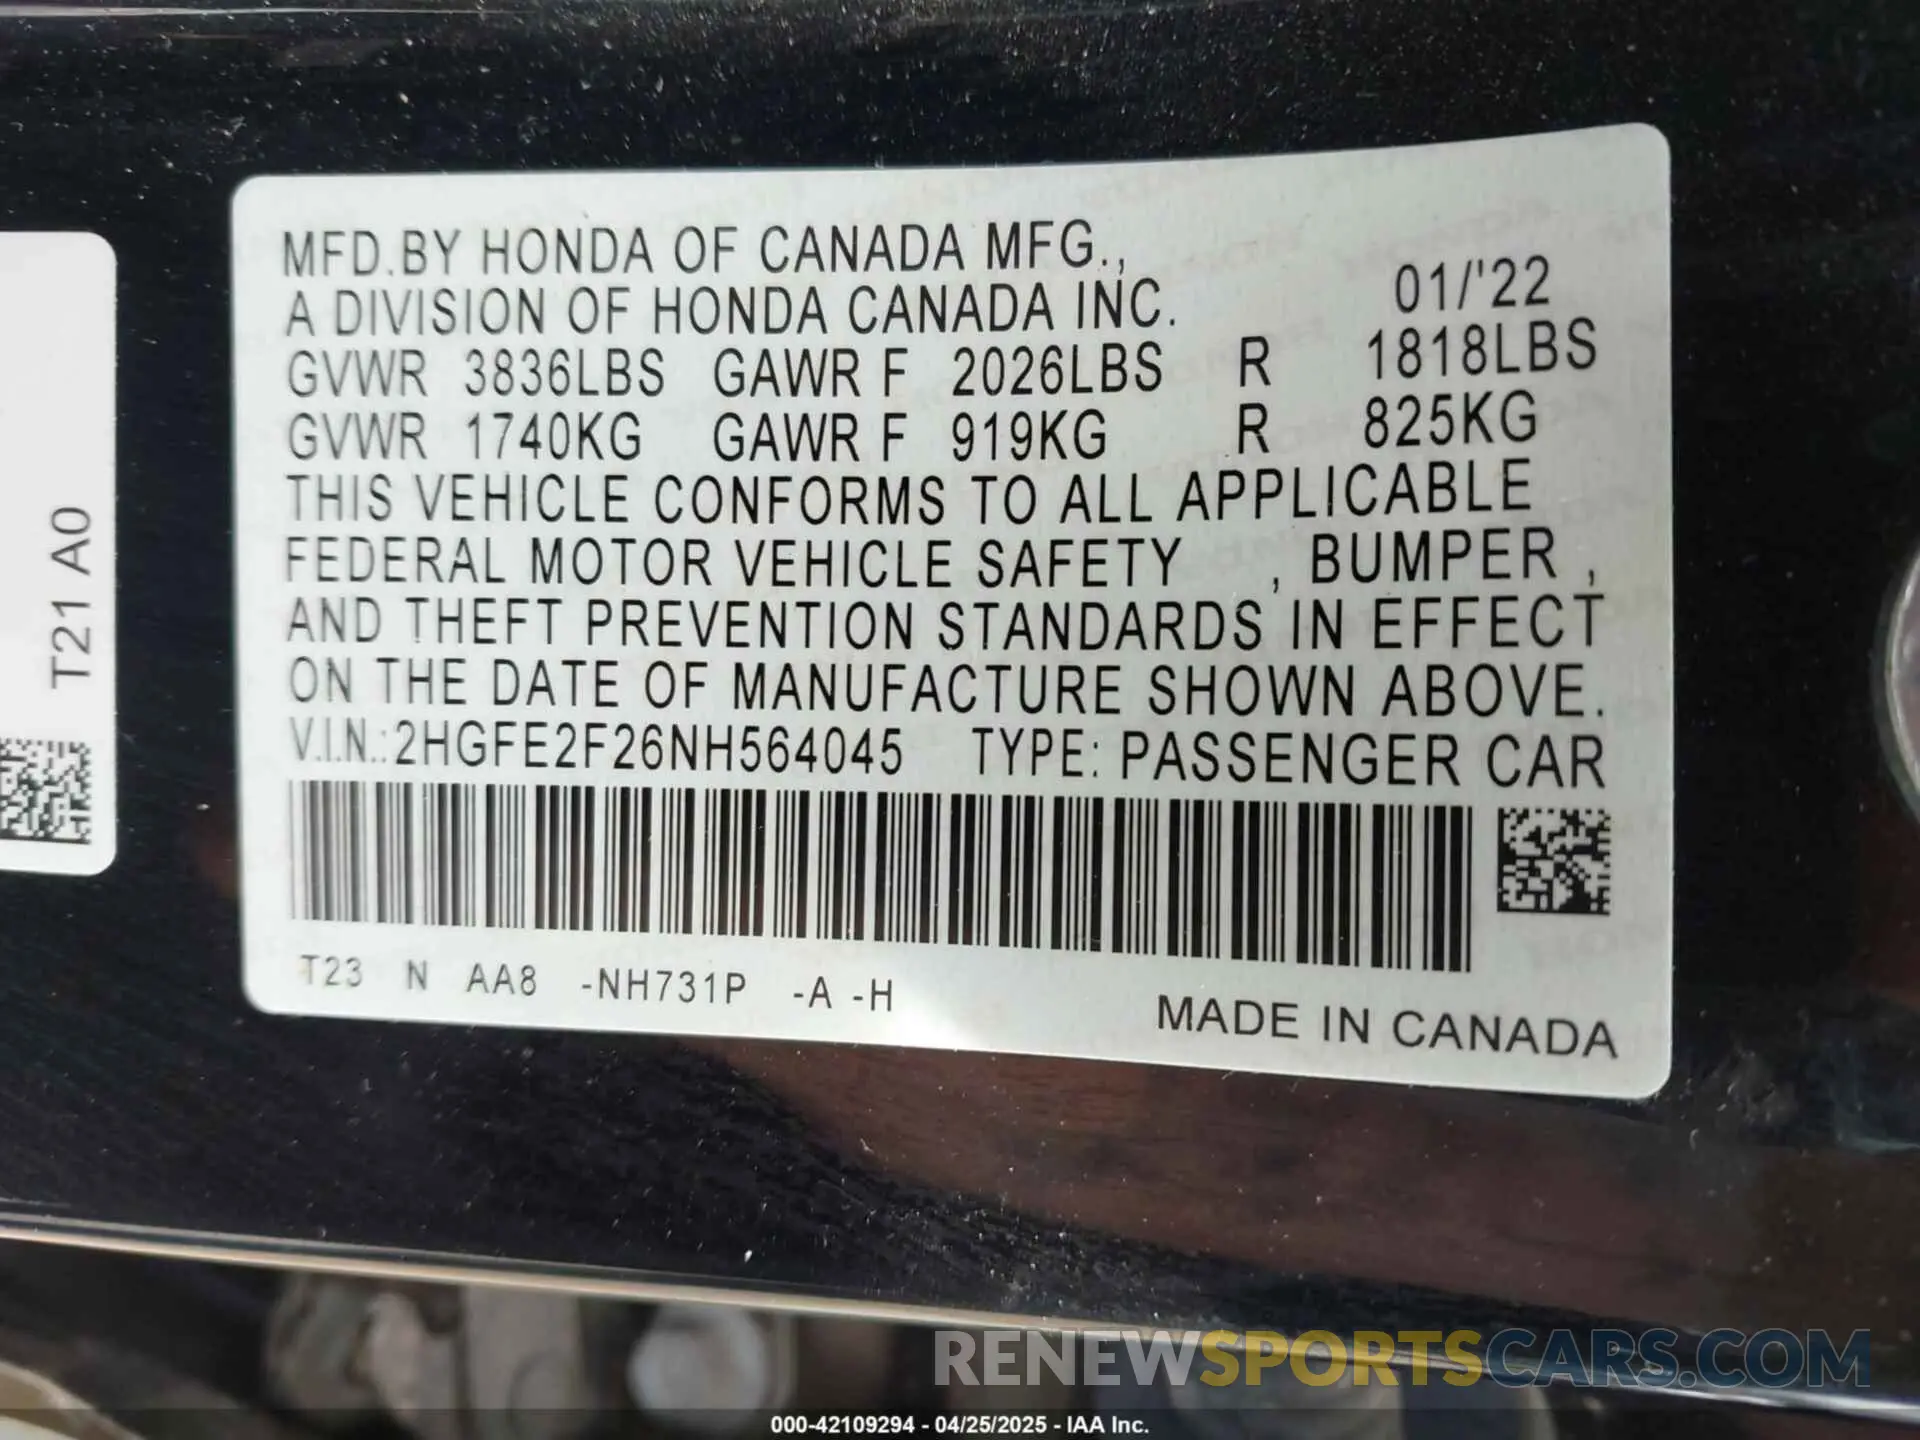 MFD.BY HONDA OF CANADA MFG.,
A DIVISION OF HONDA CANADA INC. 01/'22
GVWR 3836LBS GAWR F 2026LBS R 1818LBS
GVWR 1740KG GAWR F 919KG R 825KG
THIS VEHICLE CONFORMS TO ALL APPLICABLE
FEDERAL MOTOR VEHICLE SAFETY , BUMPER ,
AND THEFT PREVENTION STANDARDS IN EFFECT
ON THE DATE OF MANUFACTURE SHOWN ABOVE.
V.I.N.:2HGFE2F26NH564045 TYPE: PASSENGER CAR
T23 N AA8 -NH731P -A -H
MADE IN CANADA
T21 A0
RENEWSPORTSCARS.COM
000-42109294 - 04/25/2025 - IAA Inc.